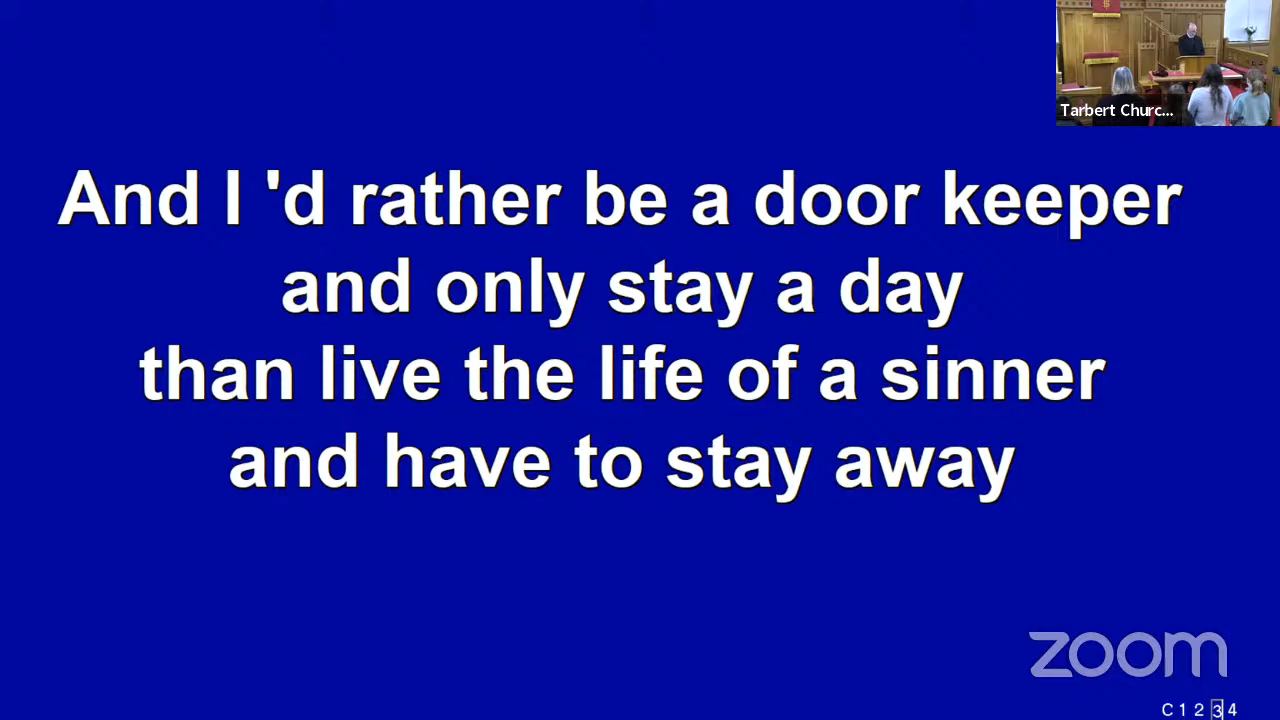 Tarbert Churc...
And I 'd rather be a door keeper
and only stay a day
than live the life of a sinner
and have to stay away
zoom
C 1 2 3 4